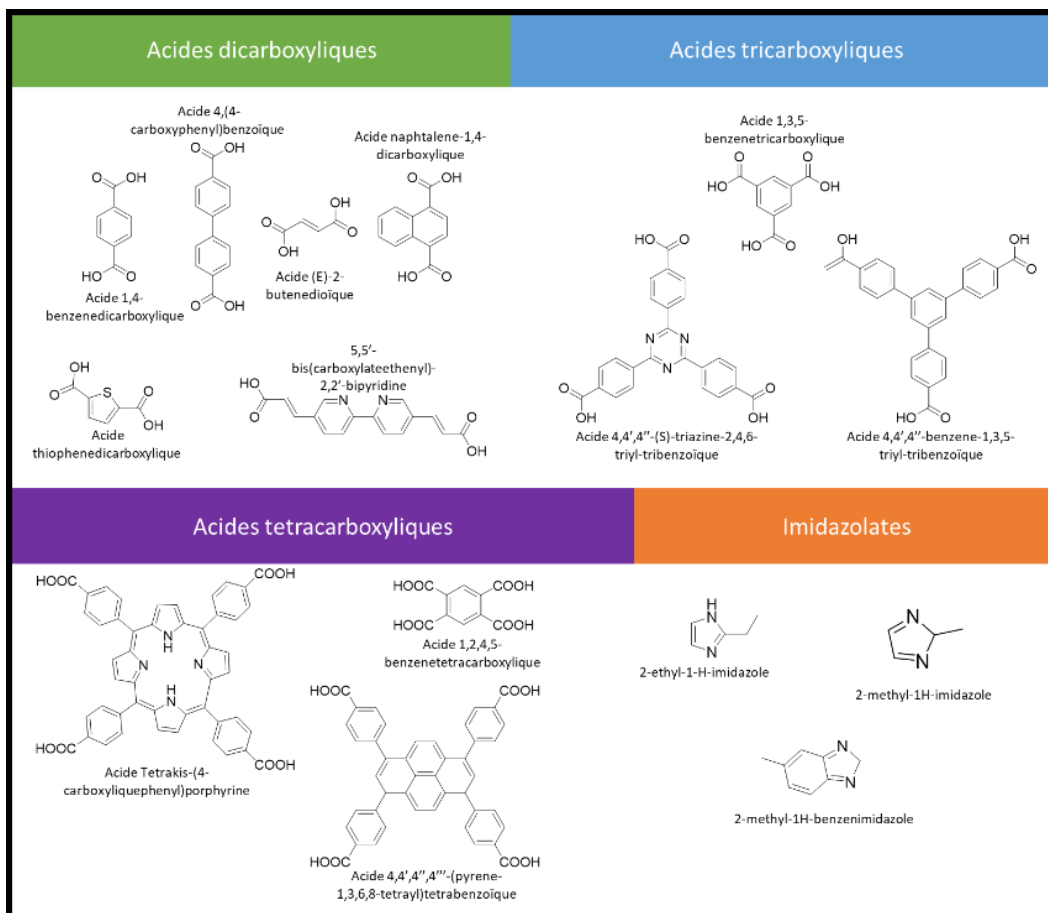 Acides dicarboxyliques
Acides tricarboxyliques
Acide 4,(4-
carboxyphenyl)benzoïque
Acide naphtalene-1,4-
dicarboxylique
O
OH
O
OH
O
OH
O
OH
O
OH
HO
O
O
OH
HO
O
Acide 1,4-
benzenedicarboxylique
Acide (E)-2-
butenedioïque
5,5′-
bis(carboxylateethenyl)-
2,2′-bipyridine
OH
O
S
O
OH
Acide
thiophenedicarboxylique
HO
O
N
N
O
OH
Acide 1,3,5-
benzenetricarboxylique
O
O
HO
OH
HO
O
HO
O
N
N
N
O
OH
O
OH
Acide 4,4′,4″-(S)-triazine-2,4,6-
triyl-tribenzoïque
OH
O
OH
O
OH
Acide 4,4′,4″-benzene-1,3,5-
triyl-tribenzoïque
Acides tetracarboxyliques
Imidazolates
HOOC
COOH
NH
N
N
H
N
HOOC
COOH
Acide Tetrakis-(4-
carboxyliquephenyl)porphyrine
HOOC
COOH
HOOC
COOH
Acide 1,2,4,5-
benzenetetracarboxylique
HOOC
COOH
HOOC
COOH
Acide 4,4′,4″,4″′-(pyrene-
1,3,6,8-tetrayl)tetrabenzoïque
H
N
N
2-ethyl-1-H-imidazole
N
N
2-methyl-1H-imidazole
N
N
2-methyl-1H-benzenimidazole